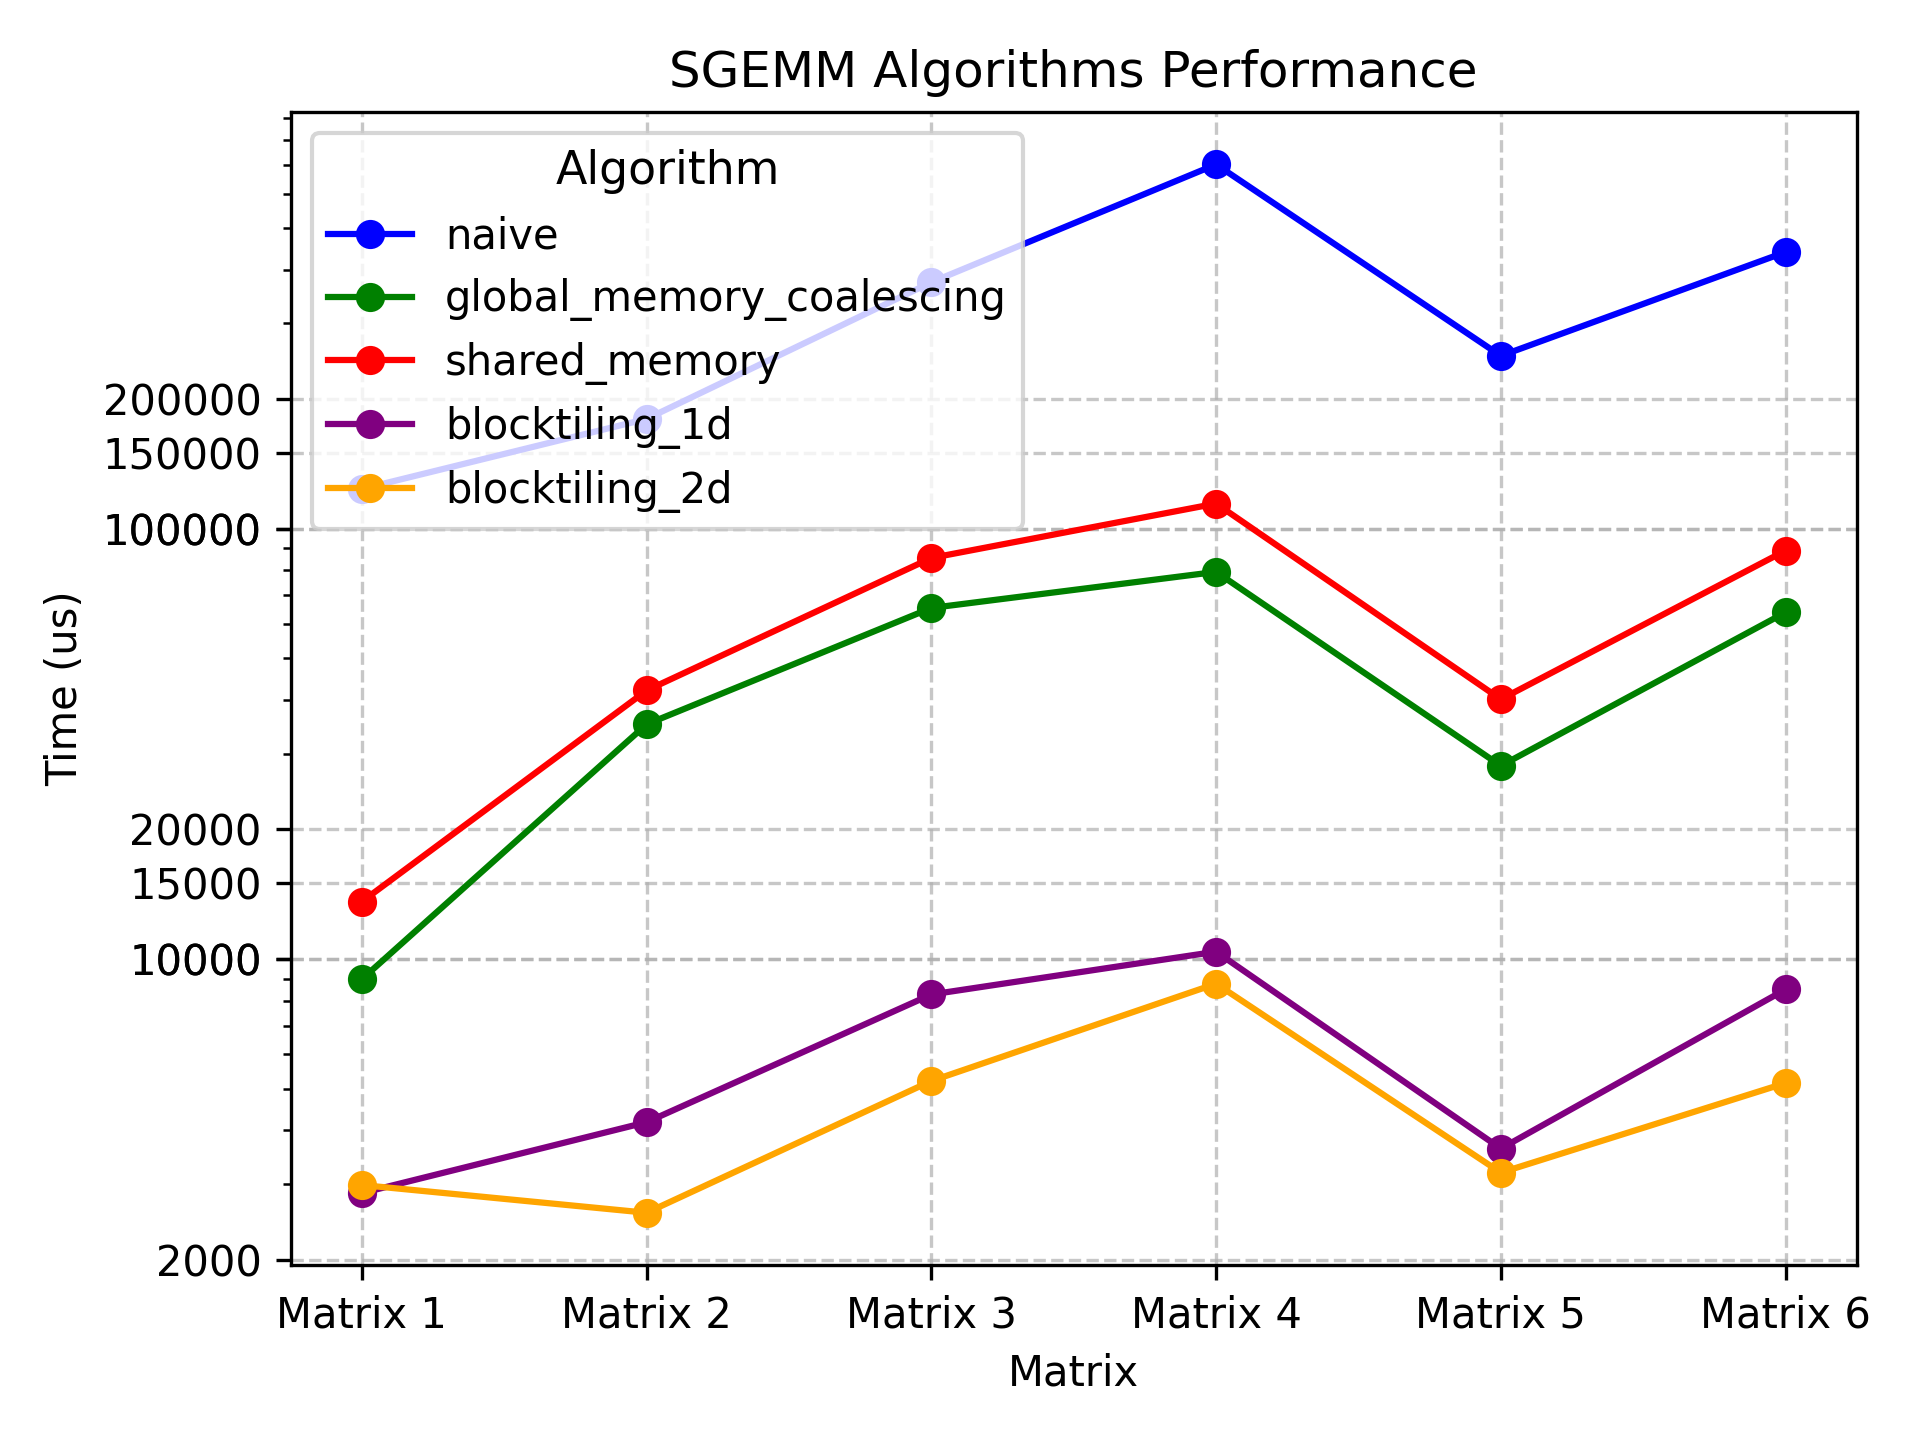 SGEMM Algorithms Performance
Algorithm
naive
global_memory_coalescing
shared_memory
blocktiling_1d
blocktiling_2d
Time (us)
200000
150000
100000
20000
15000
10000
2000
Matrix 1 Matrix 2 Matrix 3 Matrix 4 Matrix 5 Matrix 6
Matrix